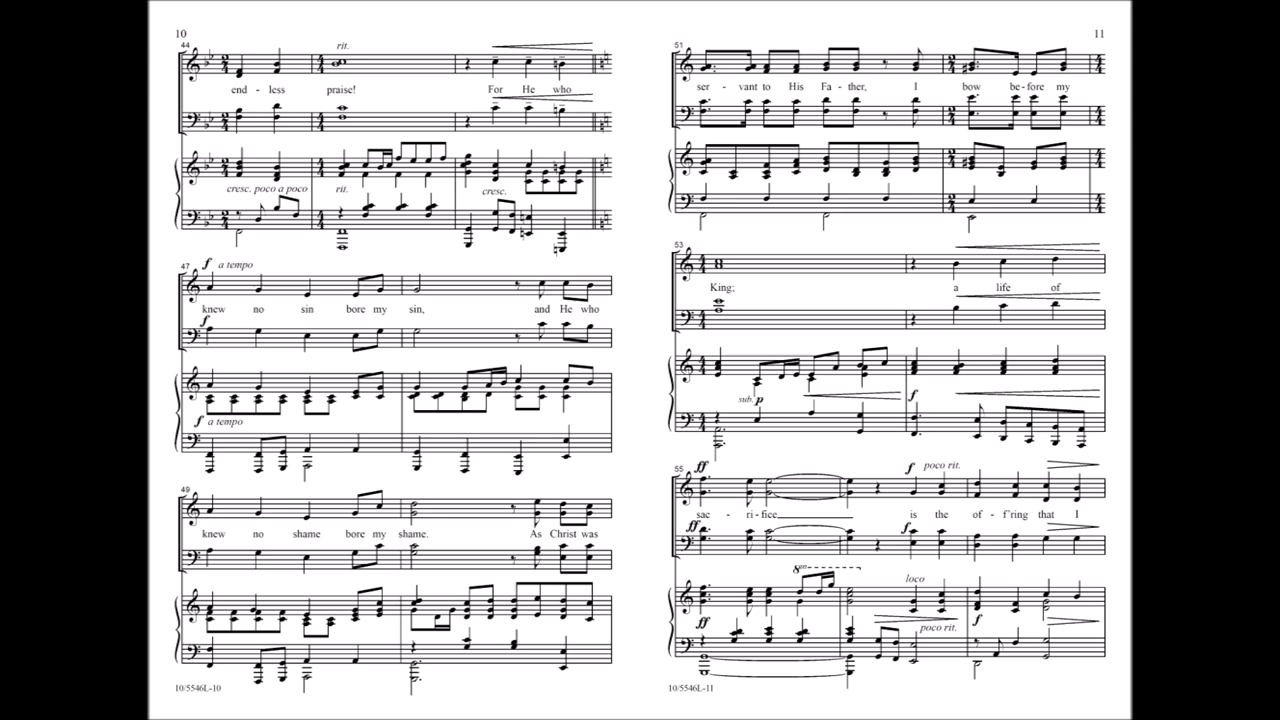 10
44
rit.
end - less praise! For He who
cresc. poco a poco rit. cresc.
47
f a tempo
knew no sin bore my sin, and He who
f
f a tempo
49
knew no shame bore my shame. As Christ was
10/5546L-10
11
51
ser - vant to His Fa - ther, I bow be - fore my
53
King; a life of
sub. p f
55
ff f poco rit.
sac - ri - fice is the of - f'ring that I
ff f
8va loco
ff poco rit. f
10/5546L-11